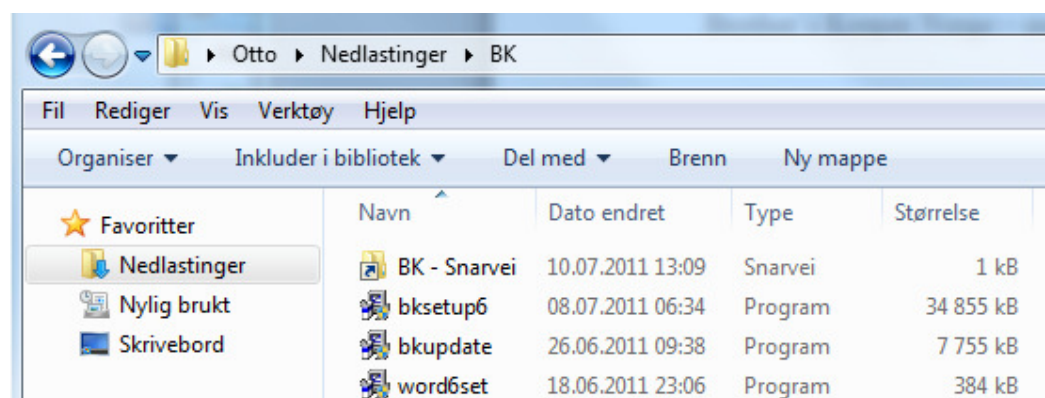 Otto Nedlastinger BK
Fil Rediger Vis Verktøy Hjelp
Organiser Inkluder i bibliotek Del med Brenn Ny mappe
Favoritter
Nedlastinger
Nylig brukt
Skrivebord
Navn Dato endret Type Størrelse
BK - Snarvei 10.07.2011 13:09 Snarvei 1 kB
bksetup6 08.07.2011 06:34 Program 34 855 kB
bkupdate 26.06.2011 09:38 Program 7 755 kB
word6set 18.06.2011 23:06 Program 384 kB